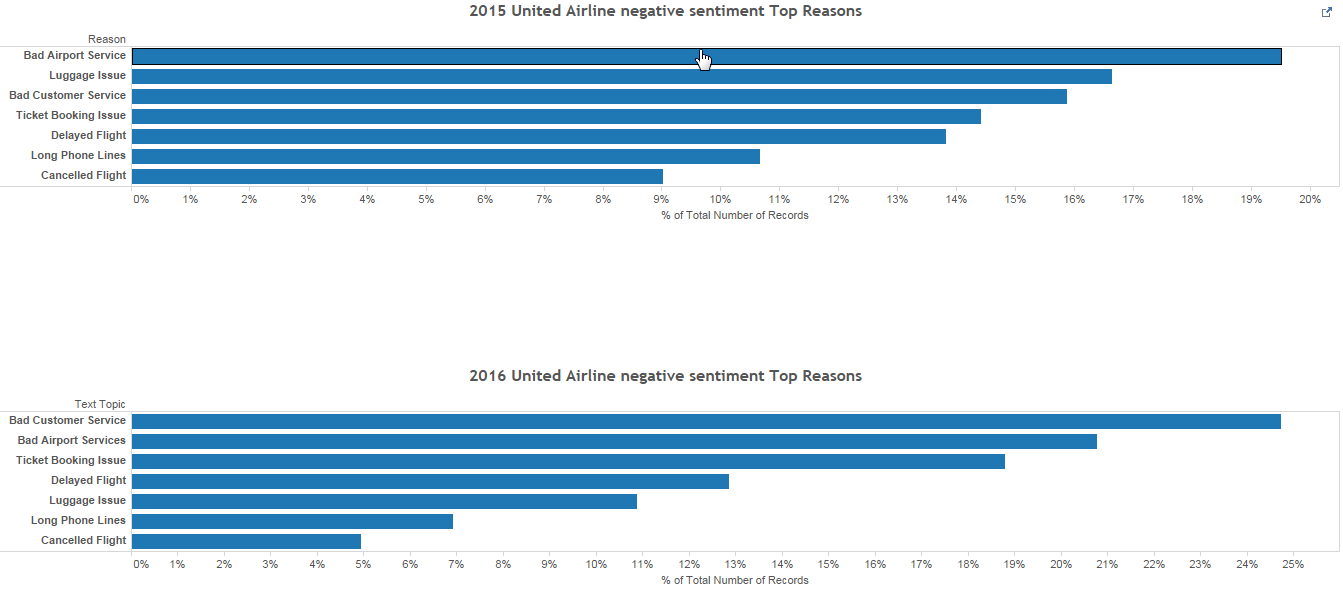 2015 United Airline negative sentiment Top Reasons
Reason
Bad Airport Service
Luggage Issue
Bad Customer Service
Ticket Booking Issue
Delayed Flight
Long Phone Lines
Cancelled Flight
0% 1% 2% 3% 4% 5% 6% 7% 8% 9% 10% 11% 12% 13% 14% 15% 16% 17% 18% 19% 20%
% of Total Number of Records
2016 United Airline negative sentiment Top Reasons
Text Topic
Bad Customer Service
Bad Airport Services
Ticket Booking Issue
Delayed Flight
Luggage Issue
Long Phone Lines
Cancelled Flight
0% 1% 2% 3% 4% 5% 6% 7% 8% 9% 10% 11% 12% 13% 14% 15% 16% 17% 18% 19% 20% 21% 22% 23% 24% 25%
% of Total Number of Records